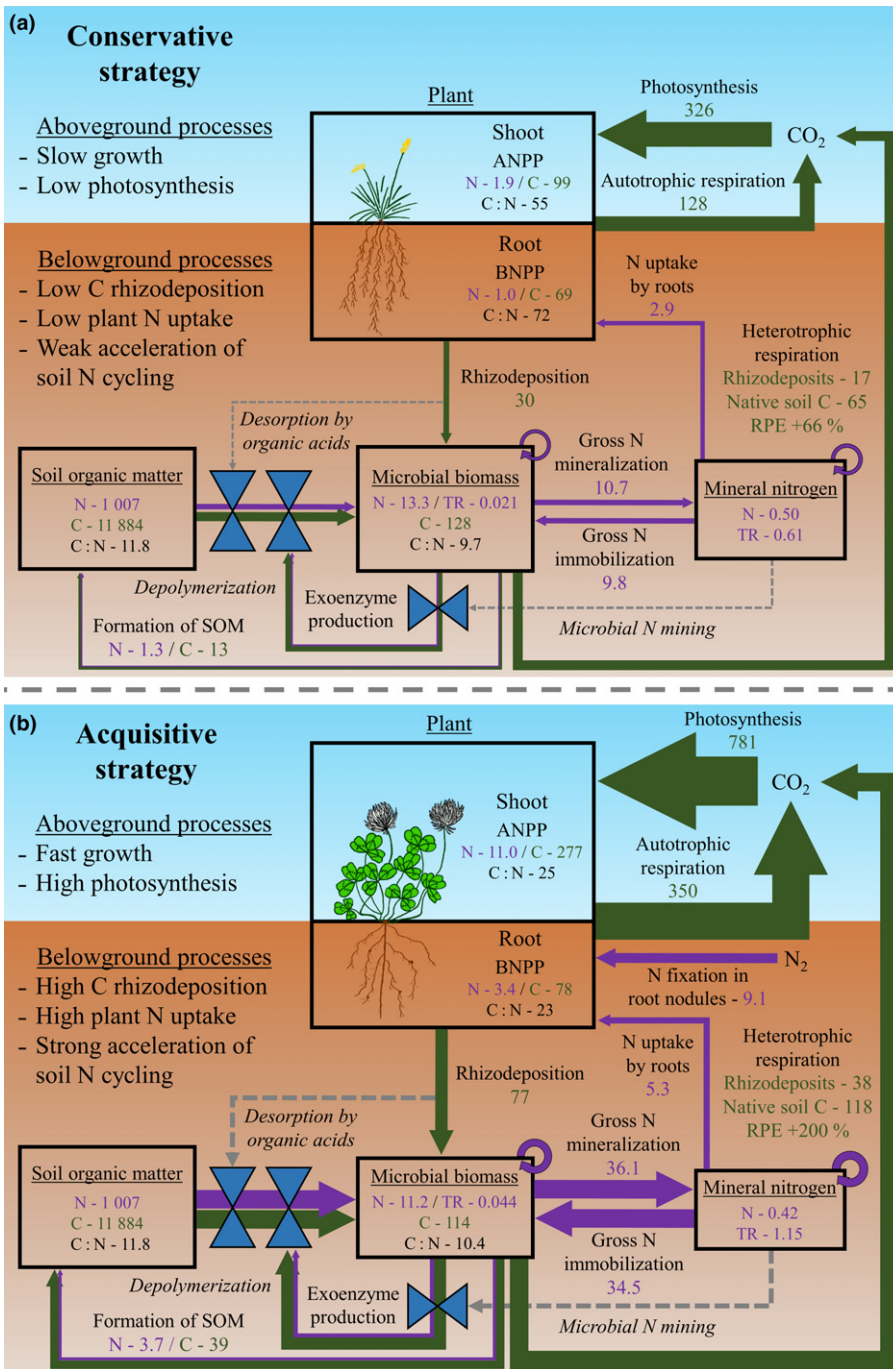 (a)
Conservative
strategy
Aboveground processes
- Slow growth
- Low photosynthesis
Plant
Shoot
ANPP
N - 1.9 / C - 99
C : N - 55
Photosynthesis
326
CO₂
Autotrophic respiration
128
Belowground processes
- Low C rhizodeposition
- Low plant N uptake
- Weak acceleration of
soil N cycling
Root
BNPP
N - 1.0 / C - 69
C : N - 72
N uptake
by roots
2.9
Heterotrophic
respiration
Rhizodeposits - 17
Native soil C - 65
RPE +66 %
Rhizodeposition
30
Desorption by
organic acids
Soil organic matter
N - 1 007
C - 11 884
C : N - 11.8
Microbial biomass
N - 13.3 / TR - 0.021
C - 128
C : N - 9.7
Gross N
mineralization
10.7
Gross N
immobilization
9.8
Mineral nitrogen
N - 0.50
TR - 0.61
Depolymerization
Exoenzyme
production
Microbial N mining
Formation of SOM
N - 1.3 / C - 13
(b)
Acquisitive
strategy
Aboveground processes
- Fast growth
- High photosynthesis
Plant
Shoot
ANPP
N - 11.0 / C - 277
C : N - 25
Photosynthesis
781
CO₂
Autotrophic
respiration
350
Belowground processes
- High C rhizodeposition
- High plant N uptake
- Strong acceleration of
soil N cycling
Root
BNPP
N - 3.4 / C - 78
C : N - 23
N₂
N fixation in
root nodules - 9.1
N uptake
by roots
5.3
Heterotrophic
respiration
Rhizodeposits - 38
Native soil C - 118
RPE +200 %
Rhizodeposition
77
Desorption by
organic acids
Soil organic matter
N - 1 007
C - 11 884
C : N - 11.8
Microbial biomass
N - 11.2 / TR - 0.044
C - 114
C : N - 10.4
Gross N
mineralization
36.1
Gross N
immobilization
34.5
Mineral nitrogen
N - 0.42
TR - 1.15
Depolymerization
Exoenzyme
production
Microbial N mining
Formation of SOM
N - 3.7 / C - 39